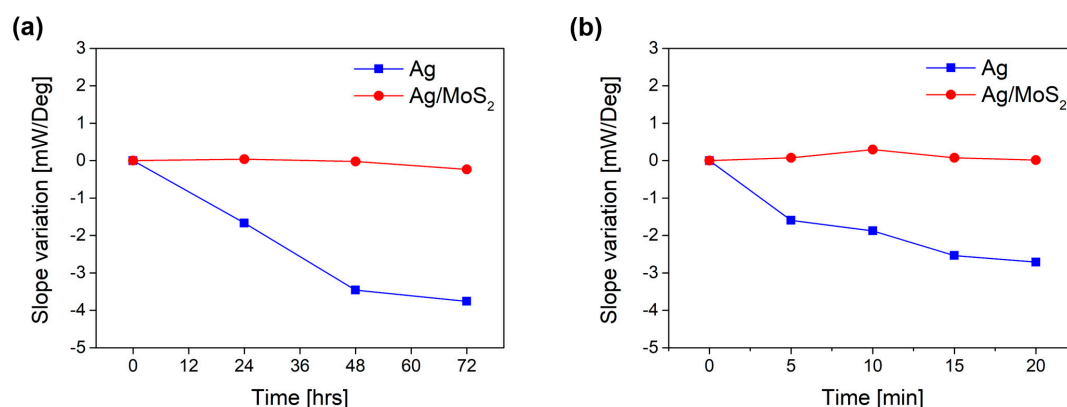 (a)
3
2
1
0
-1
-2
-3
-4
-5
Slope variation [mW/Deg]
Ag
Ag/MoS₂
0 12 24 36 48 60 72
Time [hrs]
(b)
3
2
1
0
-1
-2
-3
-4
-5
Slope variation [mW/Deg]
Ag
Ag/MoS₂
0 5 10 15 20
Time [min]